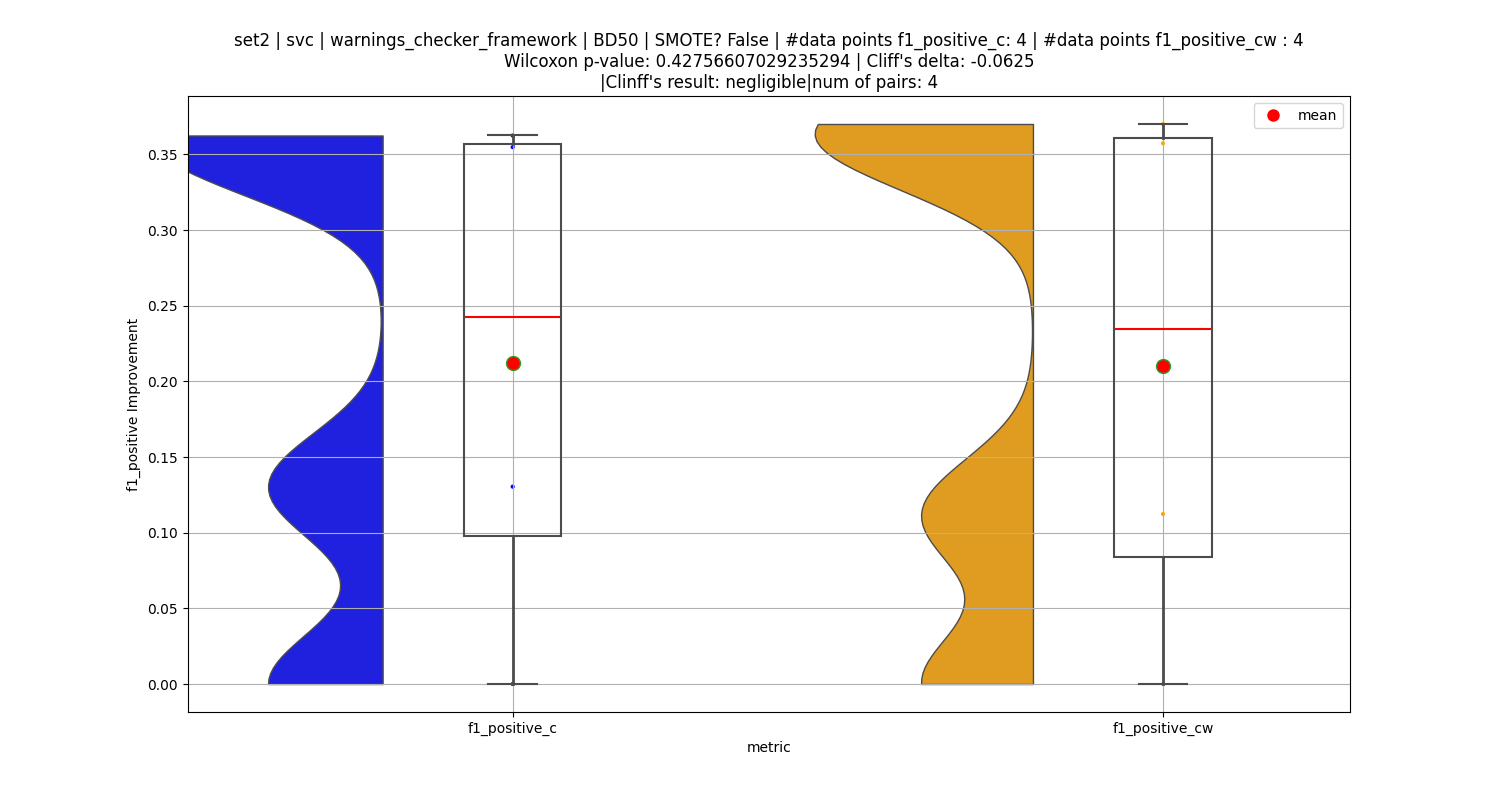 set2 | svc | warnings_checker_framework | BD50 | SMOTE? False | #data points f1_positive_c: 4 | #data points f1_positive_cw : 4
Wilcoxon p-value: 0.42756607029235294 | Cliff's delta: -0.0625
|Clinff's result: negligible|num of pairs: 4
mean
0.35
0.30
0.25
0.20
0.15
0.10
0.05
0.00
f1_positive Improvement
f1_positive_c
f1_positive_cw
metric